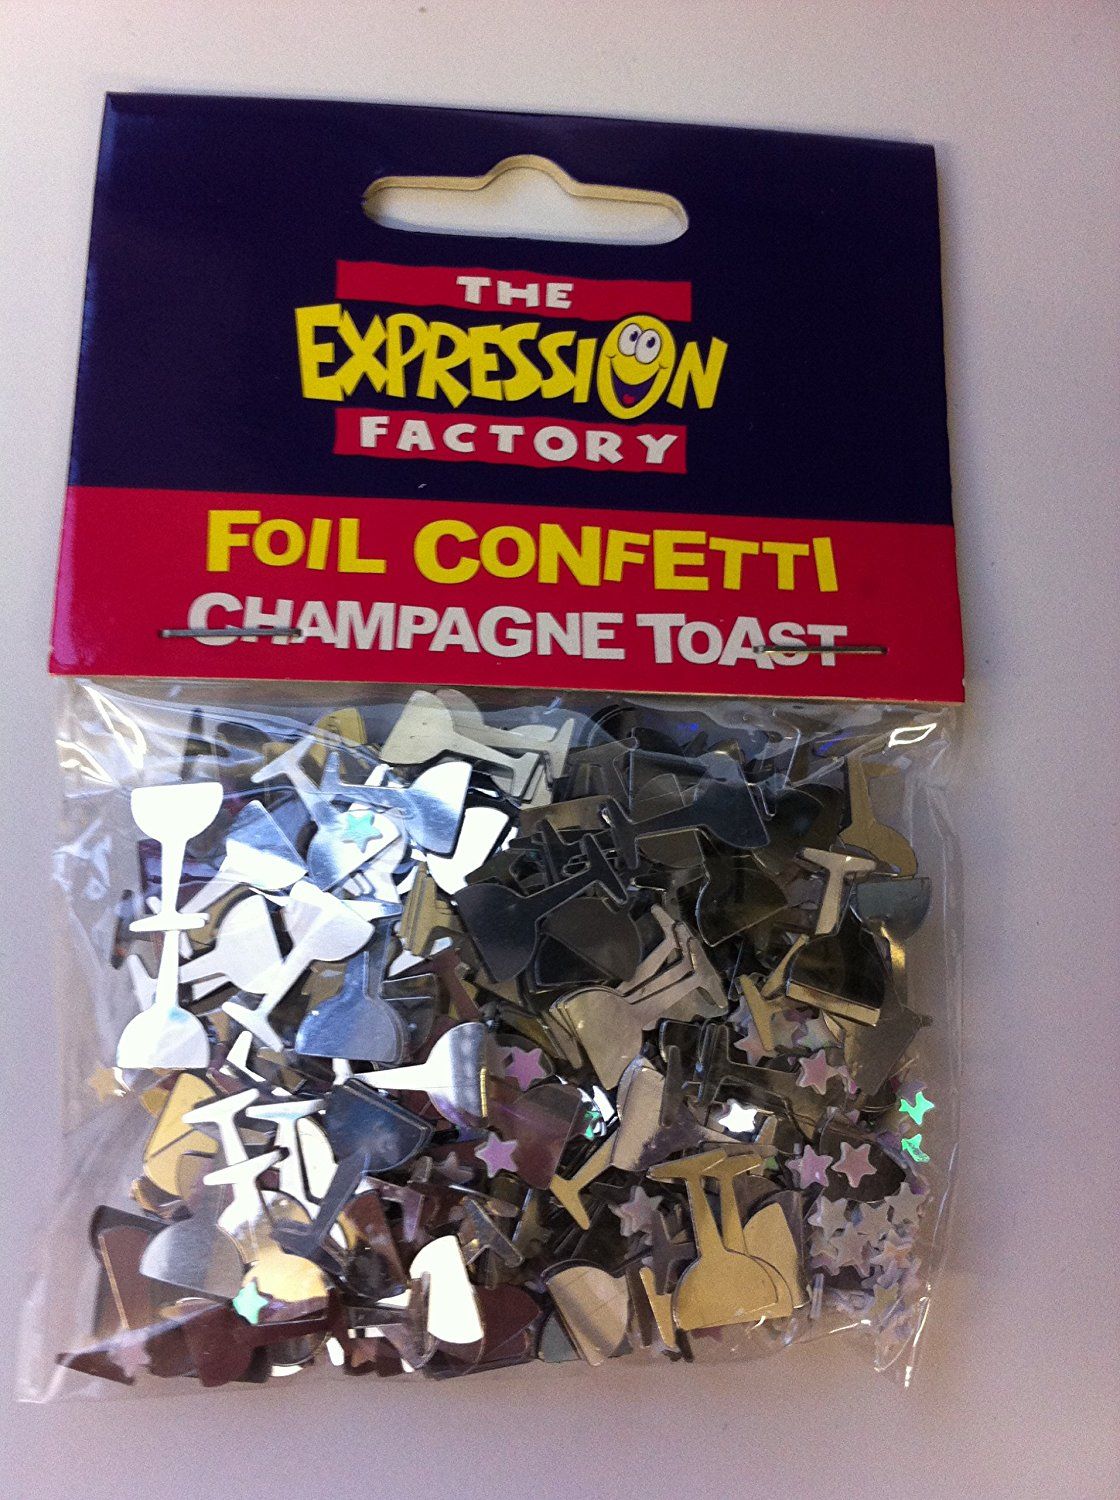 THE
EXPRESSION
FACTORY
FOIL CONFETTI
CHAMPAGNE TOAST